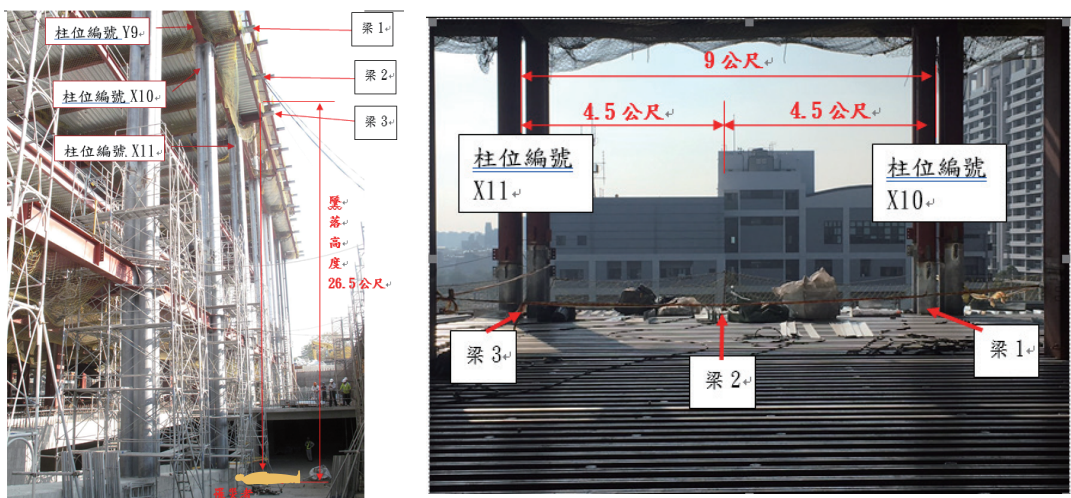 柱位編號 Y9
梁 1
柱位編號 X10
梁 2
柱位編號 X11
梁 3
墜落高度
26.5 公尺
9 公尺
4.5 公尺
4.5 公尺
柱位編號
X11
柱位編號
X10
梁 3
梁 2
梁 1